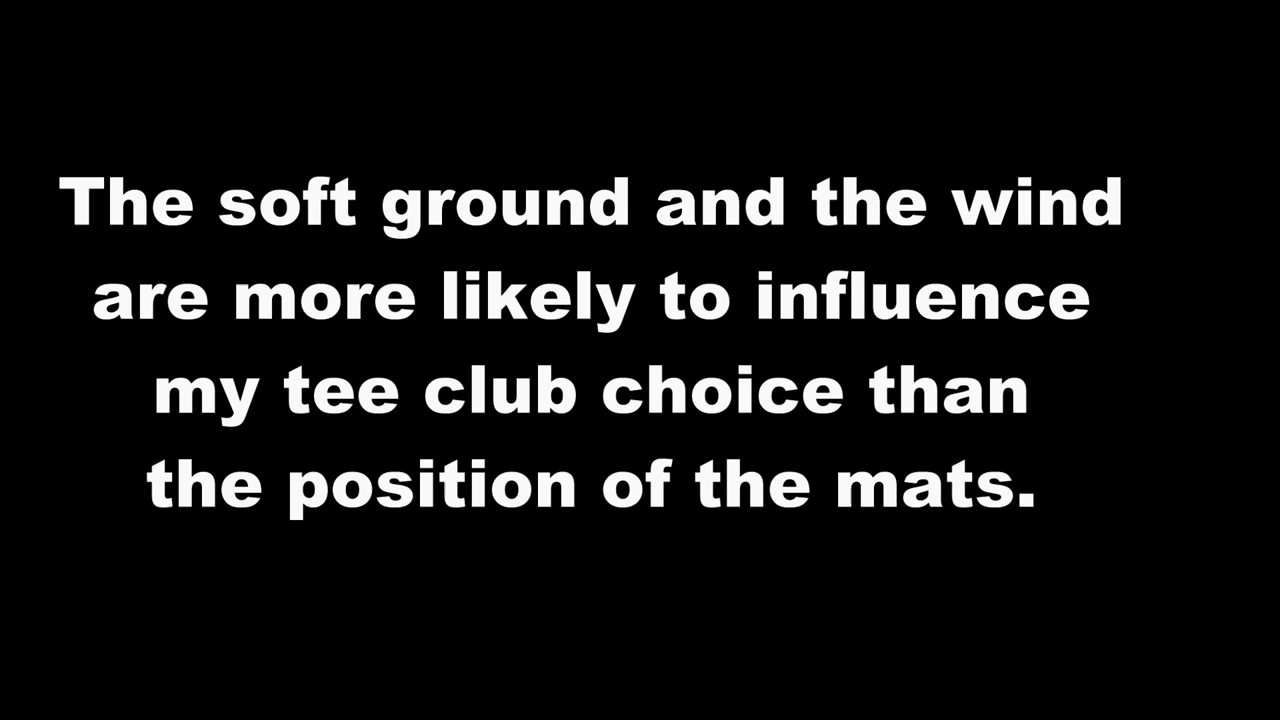 The soft ground and the wind
are more likely to influence
my tee club choice than
the position of the mats.